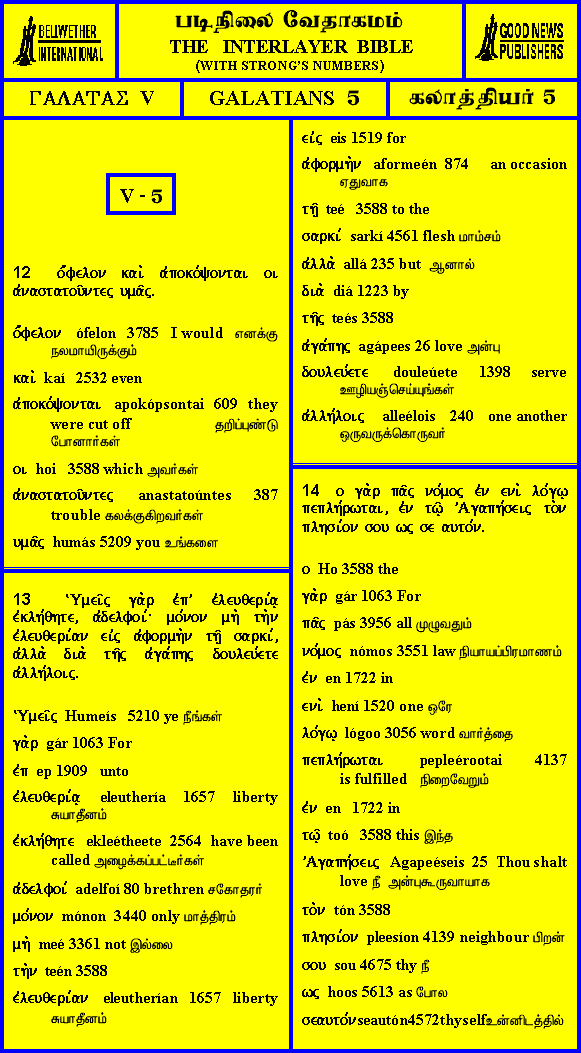 BELLWETHER
INTERNATIONAL
படிநிலை வேதாகமம்
THE INTERLAYER BIBLE
(WITH STRONG'S NUMBERS)
GOOD NEWS
PUBLISHERS
ΓΑΛΑΤΑΣ V
GALATIANS 5
கலாத்தியர் 5
V - 5
12 ὄφελον καὶ ἀποκόψονται οι
ἀναστατοῦντες υμᾶς.
ὄφελον ófelon 3785 I would எனக்கு
நலமாயிருக்கும்
καὶ kaí 2532 even
ἀποκόψονται apokópsontai 609 they
were cut off தறிப்புண்டு
போனார்கள்
οι hoi 3588 which அவர்கள்
ἀναστατοῦντες anastatoúntes 387
trouble கலக்குகிறவர்கள்
υμᾶς humás 5209 you உங்களை
13 Ὑμεῖς γὰρ ἐπ' ἐλευθερίᾳ
ἐκλήθητε, ἀδελφοί· μόνον μὴ τὴν
ἐλευθερίαν εἰς ἀφορμὴν τῇ σαρκί,
ἀλλὰ διὰ τῆς ἀγάπης δουλεύετε
ἀλλήλοις.
Ὑμεῖς Humeís 5210 ye நீங்கள்
γὰρ gár 1063 For
ἐπ ep 1909 unto
ἐλευθερίᾳ eleuthería 1657 liberty
சுயாதீனம்
ἐκλήθητε ekleétheete 2564 have been
called அழைக்கப்பட்டீர்கள்
ἀδελφοί adelfoí 80 brethren சகோதரர்
μόνον mónon 3440 only மாத்திரம்
μὴ meé 3361 not இல்லை
τὴν teén 3588
ἐλευθερίαν eleutherían 1657 liberty
சுயாதீனம்
εἰς eis 1519 for
ἀφορμὴν aformeén 874 an occasion
ஏதுவாக
τῇ teé 3588 to the
σαρκί sarkí 4561 flesh மாம்சம்
ἀλλὰ allá 235 but ஆனால்
διὰ diá 1223 by
τῆς teés 3588
ἀγάπης agápees 26 love அன்பு
δουλεύετε douleúete 1398 serve
ஊழியஞ்செய்யுங்கள்
ἀλλήλοις alleélois 240 one another
ஒருவருக்கொருவர்
14 ο γὰρ πᾶς νόμος ἐν ενὶ λόγῳ
πεπλήρωται, ἐν τῷ Ἀγαπήσεις τὸν
πλησίον σου ως σε αυτόν.
ο Ho 3588 the
γὰρ gár 1063 For
πᾶς pás 3956 all முழுவதும்
νόμος nómos 3551 law நியாயப்பிரமாணம்
ἐν en 1722 in
ενὶ hení 1520 one ஒரே
λόγῳ lógoo 3056 word வார்த்தை
πεπλήρωται pepleérootai 4137
is fulfilled நிறைவேறும்
ἐν en 1722 in
τῷ toó 3588 this இந்த
Ἀγαπήσεις Agapeéseis 25 Thou shalt
love நீ அன்புகூருவாயாக
τὸν tón 3588
πλησίον pleesíon 4139 neighbour பிறன்
σου sou 4675 thy நீ
ως hoos 5613 as போல
σεαυτόν seautón 4572 thyself உன்னிடத்தில்